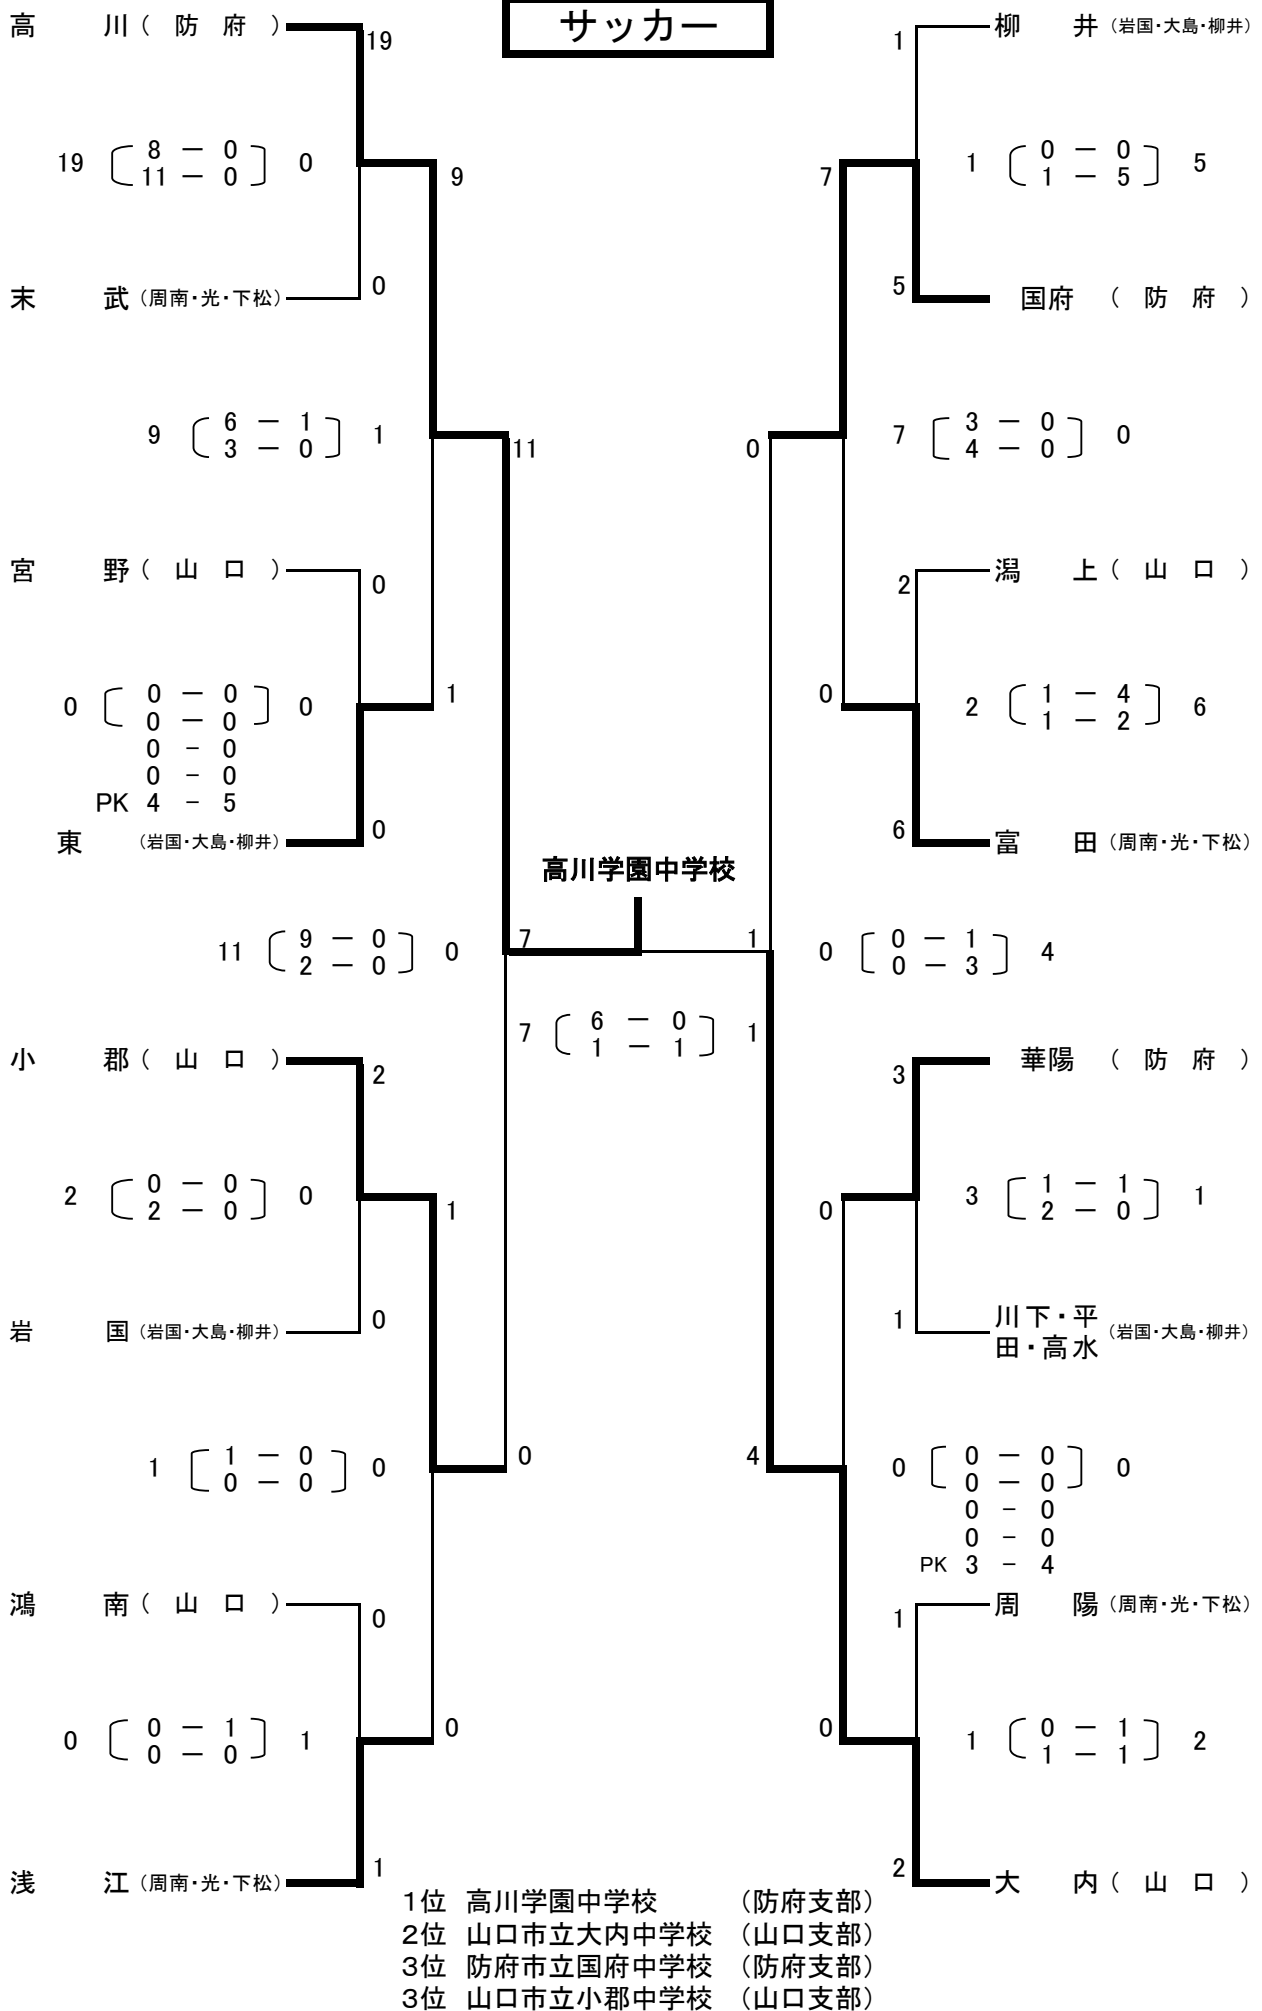 サッカー
高 川 ( 防 府 )
19
19 8 － 0 0
11 － 0
9
末 武 (周南・光・下松)
0
9 6 － 1 1
3 － 0
11
宮 野 ( 山 口 )
0
0 0 － 0 0
0 － 0
0 - 0
0 - 0
PK 4 - 5
1
東 (岩国・大島・柳井)
0
11 9 － 0 0
2 － 0
小 郡 ( 山 口 )
2
2 0 － 0 0
2 － 0
1
岩 国 (岩国・大島・柳井)
0
1 1 － 0 0
0 － 0
0
鴻 南 ( 山 口 )
0
0 0 － 1 1
0 － 0
0
浅 江 (周南・光・下松)
1
高川学園中学校
7 1
7 6 － 0 1
1 － 1
柳 井 (岩国・大島・柳井)
1
1 0 － 0 5
1 － 5
7
国府 ( 防 府 )
5
7 3 － 0 0
4 － 0
0
潟 上 ( 山 口 )
2
2 1 － 4 6
1 － 2
0
富 田 (周南・光・下松)
6
0 0 － 1 4
0 － 3
華陽 ( 防 府 )
3
3 1 － 1 1
2 － 0
0
川下・平
田・高水 (岩国・大島・柳井)
1
0 0 － 0 0
0 － 0
0 - 0
0 - 0
PK 3 - 4
4
周 陽 (周南・光・下松)
1
1 0 － 1 2
1 － 1
0
大 内 ( 山 口 )
2
1位 高川学園中学校 (防府支部)
2位 山口市立大内中学校 (山口支部)
3位 防府市立国府中学校 (防府支部)
3位 山口市立小郡中学校 (山口支部)